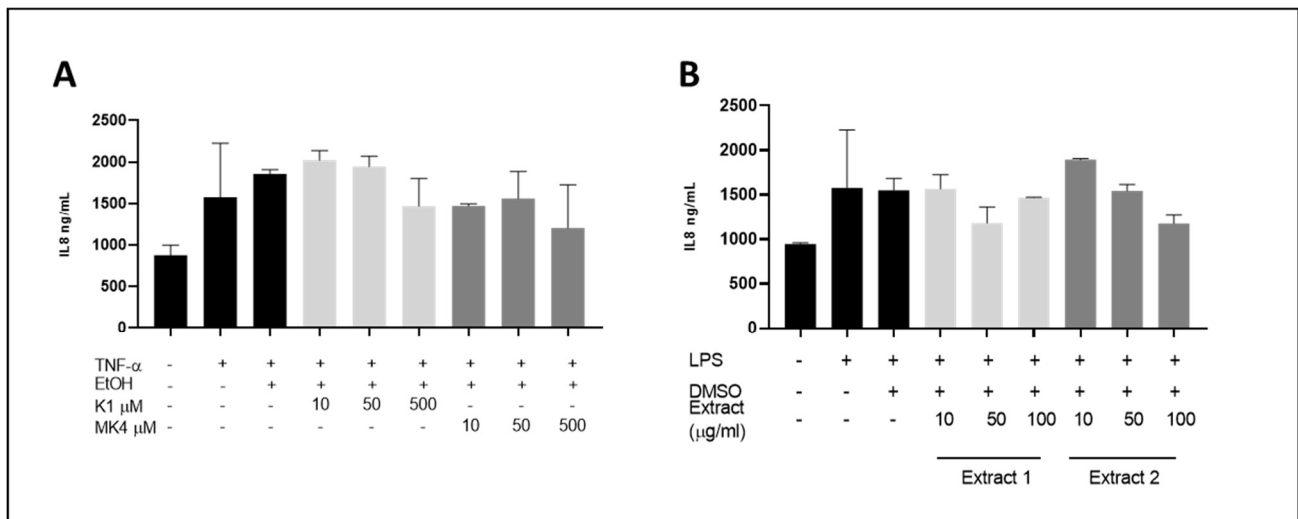 A
IL8 ng/mL
2500
2000
1500
1000
500
0
TNF-α - + + + + + + + +
EtOH - - + + + + + + +
K1 μM - - - 10 50 500 - - -
MK4 μM - - - - - - 10 50 500
B
IL8 ng/mL
2500
2000
1500
1000
500
0
LPS - + + + + + + + +
DMSO - - + + + + + + +
Extract
(μg/ml) - - - 10 50 100 10 50 100
Extract 1 Extract 2